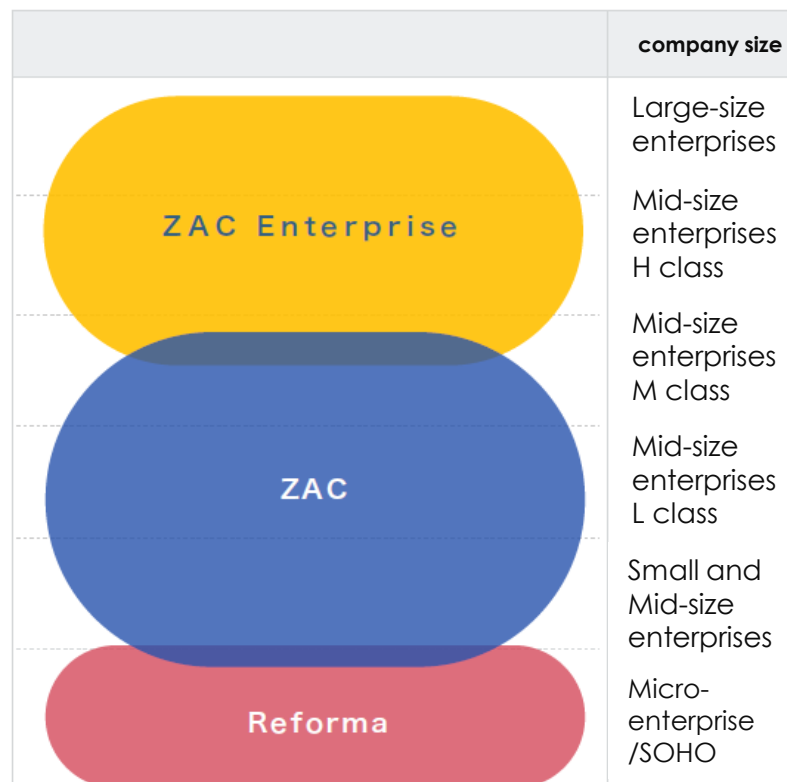 company size
Large-size
enterprises
ZAC Enterprise
Mid-size
enterprises
H class
Mid-size
enterprises
M class
ZAC
Mid-size
enterprises
L class
Small and
Mid-size
enterprises
Reforma
Micro-
enterprise
/SOHO